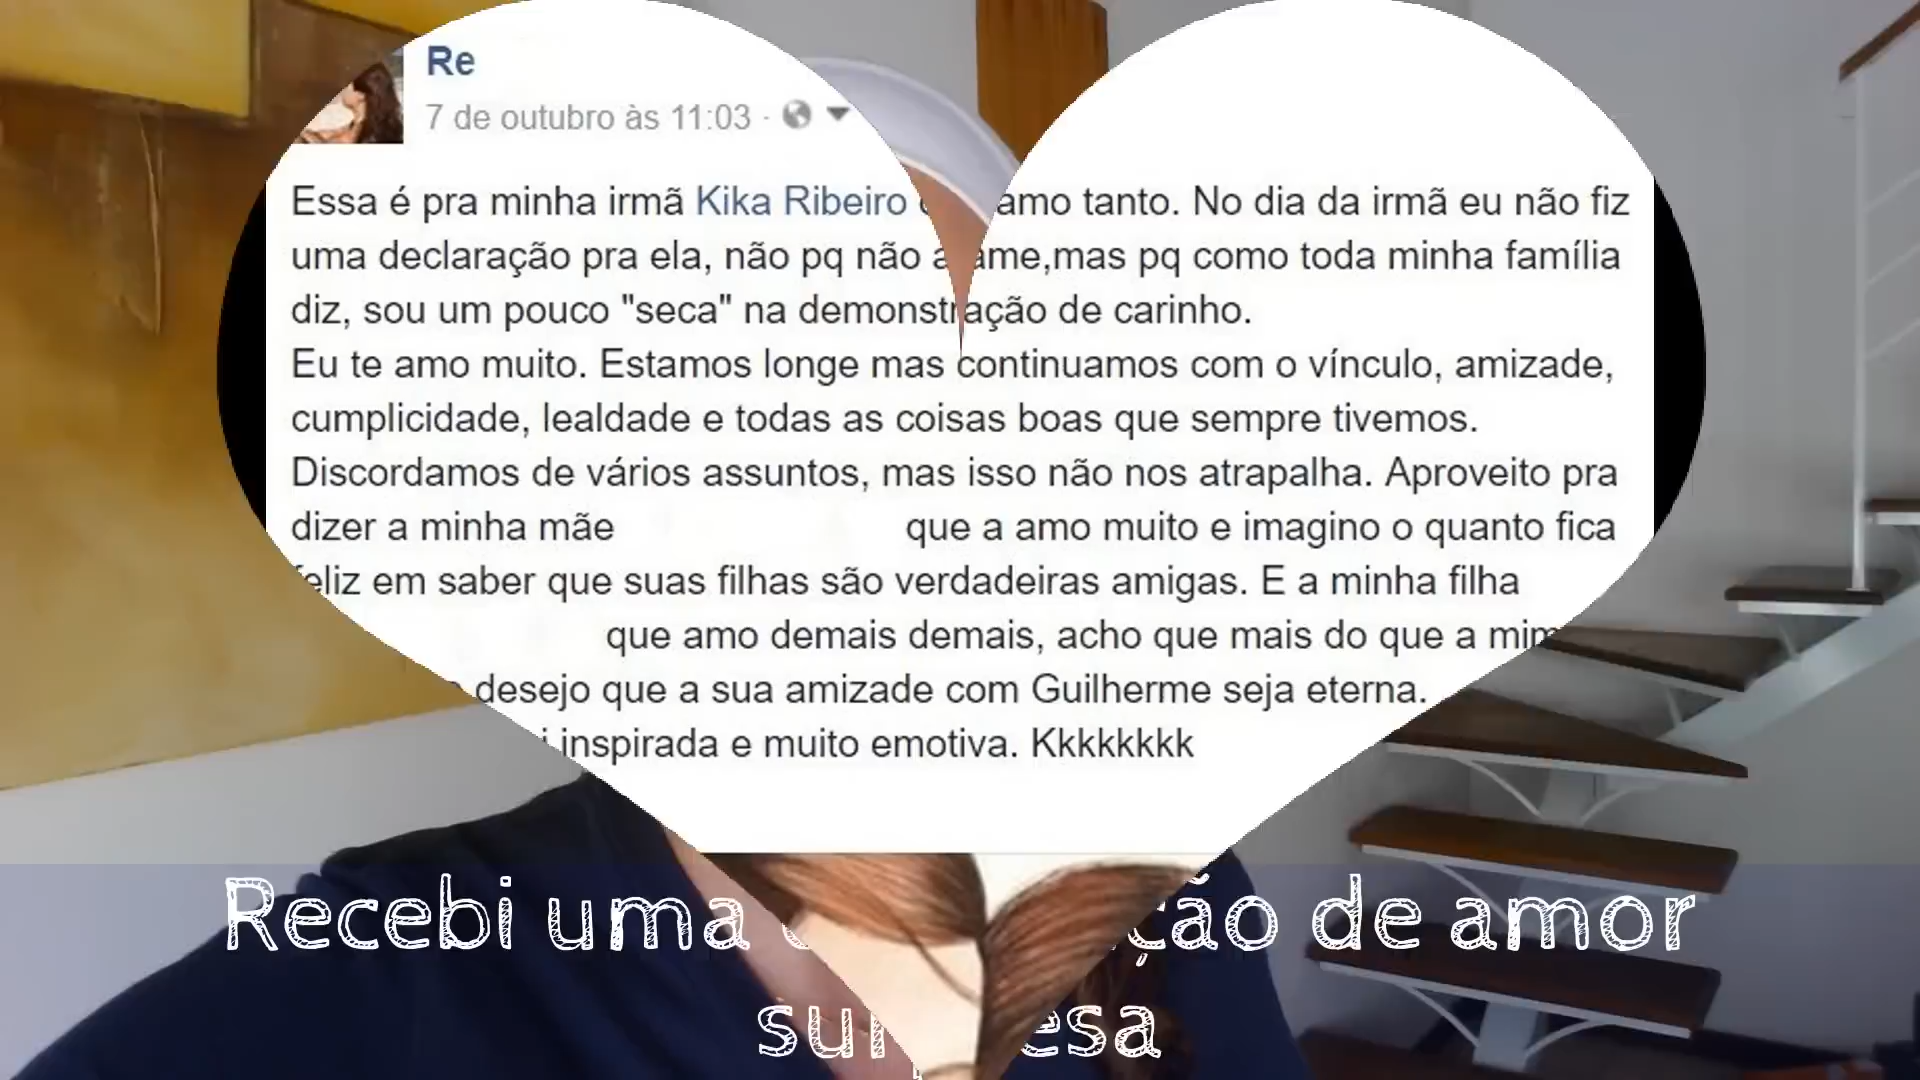 Re
7 de outubro às 11:03 ·
Essa é pra minha irmã Kika Ribeiro amo tanto. No dia da irmã eu não fiz
uma declaração pra ela, não pq não a ame,mas pq como toda minha família
diz, sou um pouco "seca" na demonstração de carinho.
Eu te amo muito. Estamos longe mas continuamos com o vínculo, amizade,
cumplicidade, lealdade e todas as coisas boas que sempre tivemos.
Discordamos de vários assuntos, mas isso não nos atrapalha. Aproveito pra
dizer a minha mãe que a amo muito e imagino o quanto fica
feliz em saber que suas filhas são verdadeiras amigas. E a minha filha
que amo demais demais, acho que mais do que a mim
desejo que a sua amizade com Guilherme seja eterna.
inspirada e muito emotiva. Kkkkkkkk
Recebi uma ção de amor